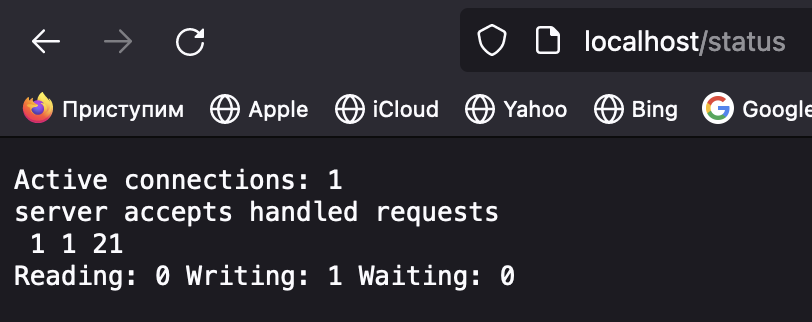 localhost/status
Приступим Apple iCloud Yahoo Bing Google
Active connections: 1
server accepts handled requests
 1 1 21
Reading: 0 Writing: 1 Waiting: 0